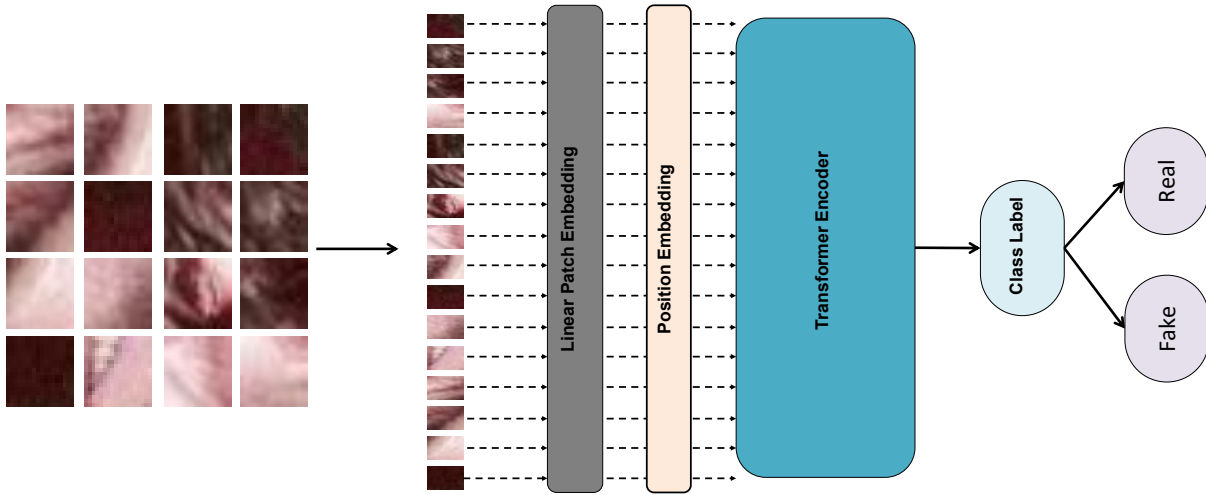 Linear Patch Embedding
Position Embedding
Transformer Encoder
Class Label
Real
Fake